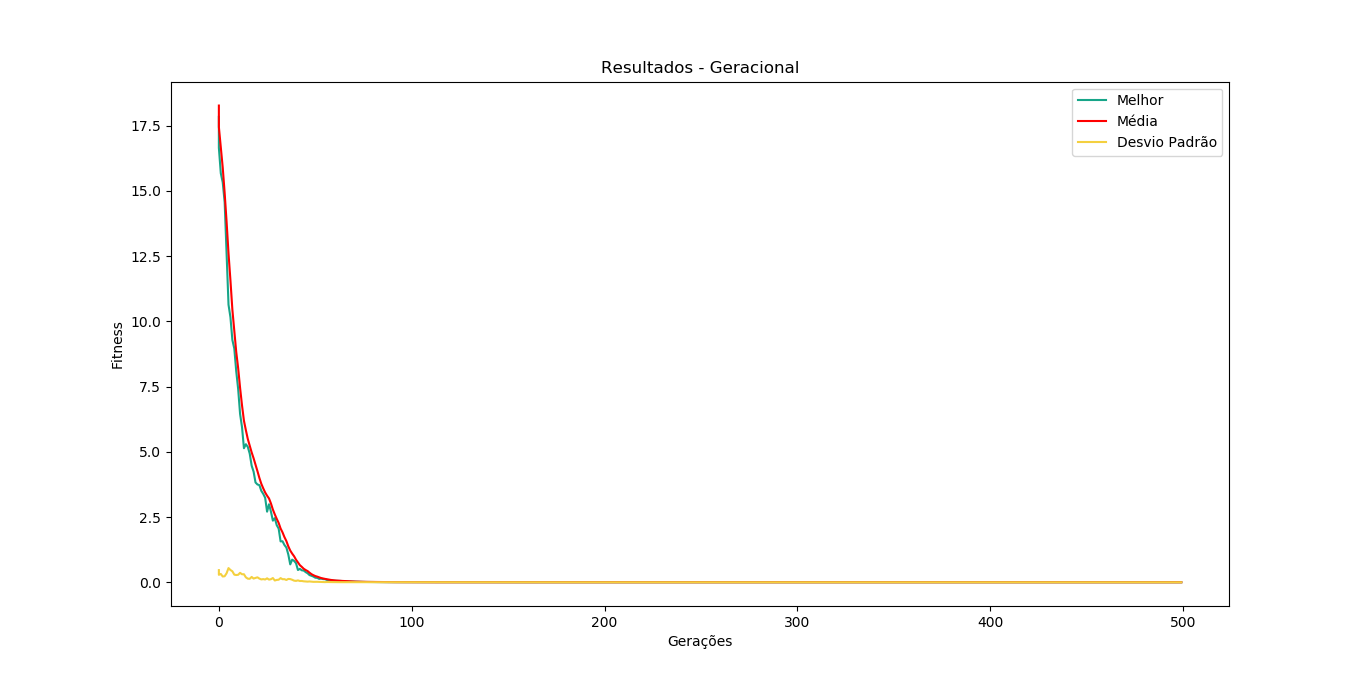 Resultados - Geracional
Melhor
Média
Desvio Padrão
17.5
15.0
12.5
10.0
7.5
5.0
2.5
0.0
Fitness
0 100 200 300 400 500
Gerações